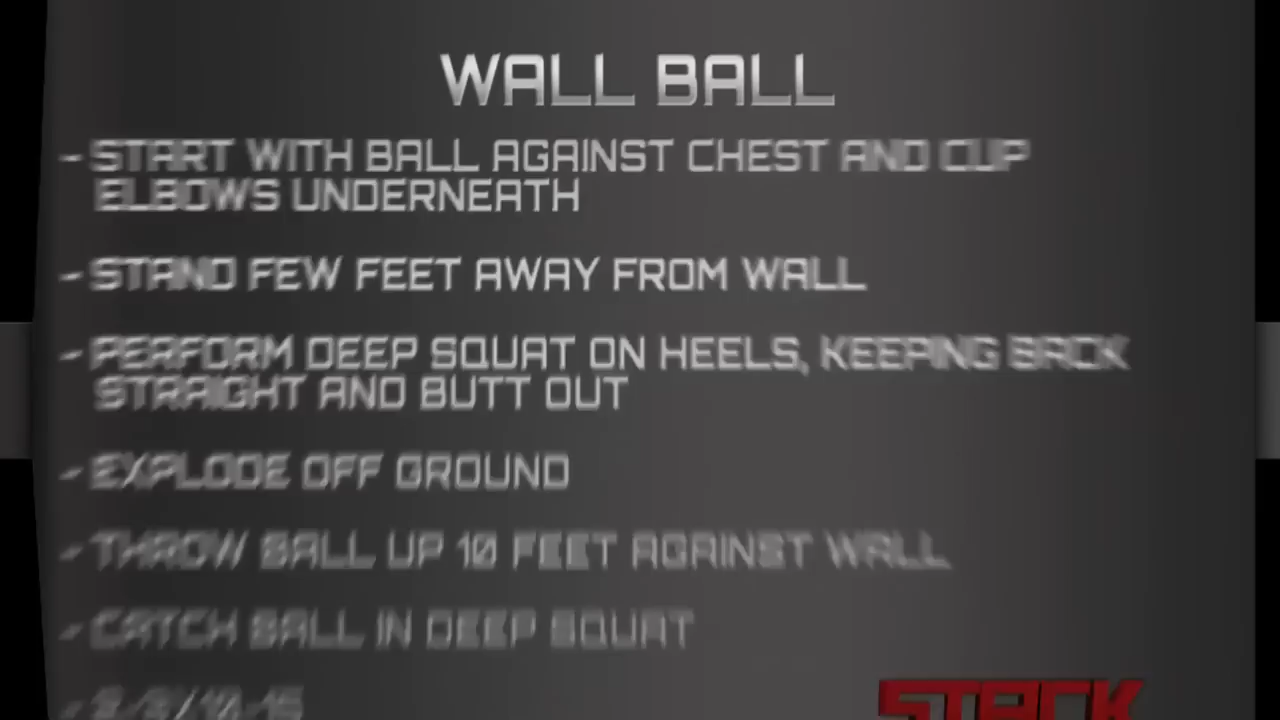 WALL BALL
- START WITH BALL AGAINST CHEST AND CUP
ELBOWS UNDERNEATH
- STAND FEW FEET AWAY FROM WALL
- PERFORM DEEP SQUAT ON HEELS, KEEPING BACK
STRAIGHT AND BUTT OUT
- EXPLODE OFF GROUND
- THROW BALL UP 10 FEET AGAINST WALL
- CATCH BALL IN DEEP SQUAT
STACK